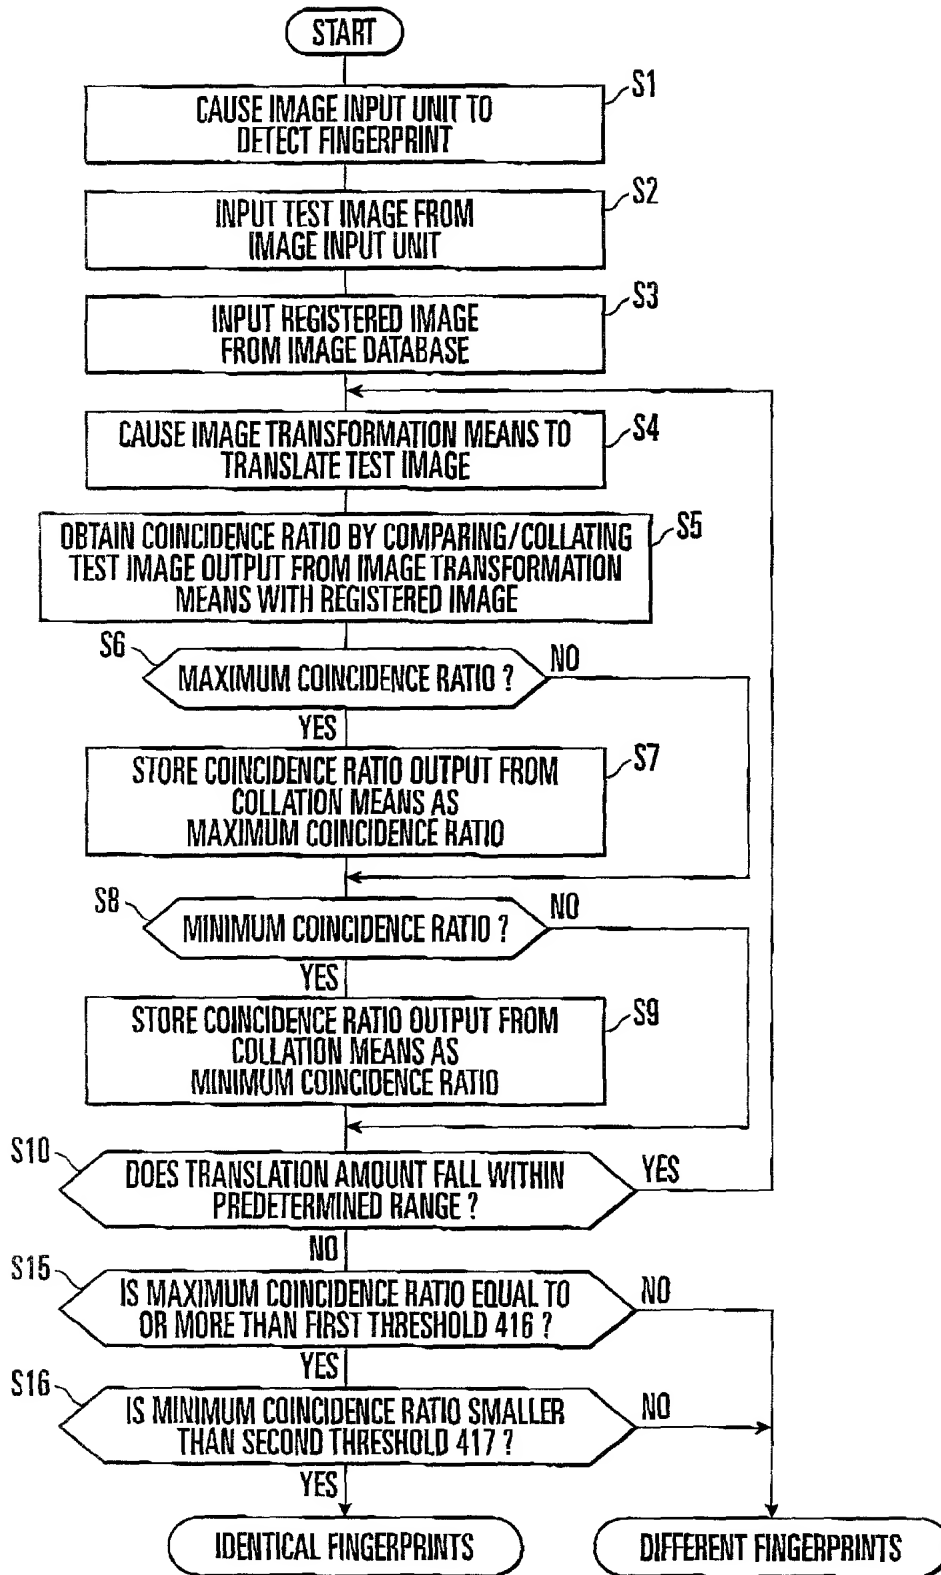 START
S1
CAUSE IMAGE INPUT UNIT TO
DETECT FINGERPRINT
S2
INPUT TEST IMAGE FROM
IMAGE INPUT UNIT
S3
INPUT REGISTERED IMAGE
FROM IMAGE DATABASE
S4
CAUSE IMAGE TRANSFORMATION MEANS TO
TRANSLATE TEST IMAGE
S5
OBTAIN COINCIDENCE RATIO BY COMPARING/COLLATING
TEST IMAGE OUTPUT FROM IMAGE TRANSFORMATION
MEANS WITH REGISTERED IMAGE
S6
MAXIMUM COINCIDENCE RATIO ?
NO
YES
S7
STORE COINCIDENCE RATIO OUTPUT FROM
COLLATION MEANS AS
MAXIMUM COINCIDENCE RATIO
S8
MINIMUM COINCIDENCE RATIO ?
NO
YES
S9
STORE COINCIDENCE RATIO OUTPUT FROM
COLLATION MEANS AS
MINIMUM COINCIDENCE RATIO
S10
DOES TRANSLATION AMOUNT FALL WITHIN
PREDETERMINED RANGE ?
YES
NO
S15
IS MAXIMUM COINCIDENCE RATIO EQUAL TO
OR MORE THAN FIRST THRESHOLD 416 ?
NO
YES
S16
IS MINIMUM COINCIDENCE RATIO SMALLER
THAN SECOND THRESHOLD 417 ?
NO
YES
IDENTICAL FINGERPRINTS
DIFFERENT FINGERPRINTS